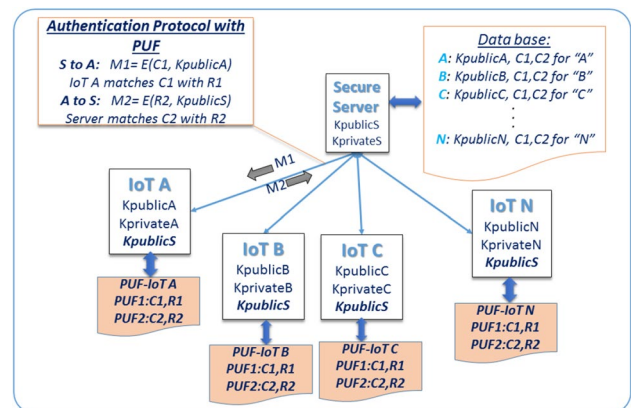 Authentication Protocol with
PUF
S to A: M1= E(C1, KpublicA)
IoT A matches C1 with R1
A to S: M2= E(R2, KpublicS)
Server matches C2 with R2
Data base:
A: KpublicA, C1,C2 for “A”
B: KpublicB, C1,C2 for “B”
C: KpublicC, C1,C2 for “C”
N: KpublicN, C1,C2 for “N”
Secure
Server
KpublicS
KprivateS
M1
M2
IoT A
KpublicA
KprivateA
KpublicS
IoT B
KpublicB
KprivateB
KpublicS
IoT C
KpublicC
KprivateC
KpublicS
IoT N
KpublicN
KprivateN
KpublicS
PUF-IoT A
PUF1:C1,R1
PUF2:C2,R2
PUF-IoT B
PUF1:C1,R1
PUF2:C2,R2
PUF-IoT C
PUF1:C1,R1
PUF2:C2,R2
PUF-IoT N
PUF1:C1,R1
PUF2:C2,R2